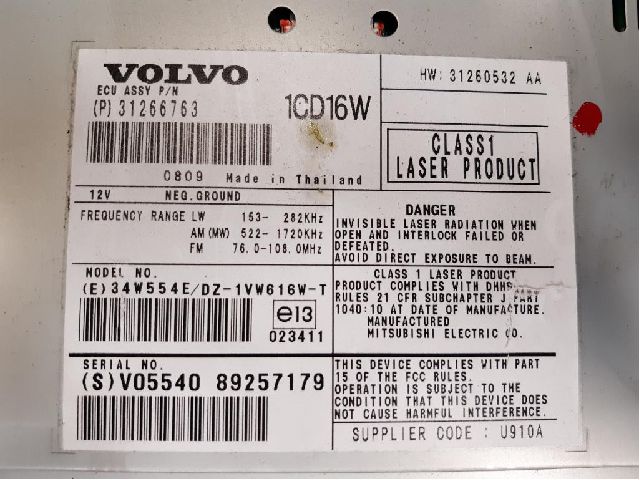 VOLVO
ECU ASSY P/N
(P) 31266763
1CD16W
0809 Made in Thailand
HW: 31260532 AA
CLASS1
LASER PRODUCT
12V NEG.GROUND
FREQUENCY RANGE LW 153- 282KHz
AM (MW) 522- 1720KHz
FM 76.0-108.0MHz
DANGER
INVISIBLE LASER RADIATION WHEN
OPEN AND INTERLOCK FAILED OR
DEFEATED.
AVOID DIRECT EXPOSURE TO BEAM.
MODEL NO.
(E) 34W554E/DZ-1VW616W-T
e13
023411
CLASS 1 LASER PRODUCT
PRODUCT COMPLIES WITH DHHS
RULES 21 CFR SUBCHAPTER J PART
1040:10 AT DATE OF MANUFACTURE.
MANUFACTURED
MITSUBISHI ELECTRIC CO.
SERIAL NO.
(S) V05540 89257179
THIS DEVICE COMPLIES WITH PART
15 OF THE FCC RULES.
OPERATION IS SUBJECT TO THE
CONDITION THAT THIS DEVICE DOES
NOT CAUSE HARMFUL INTERFERENCE.
SUPPLIER CODE : U910A